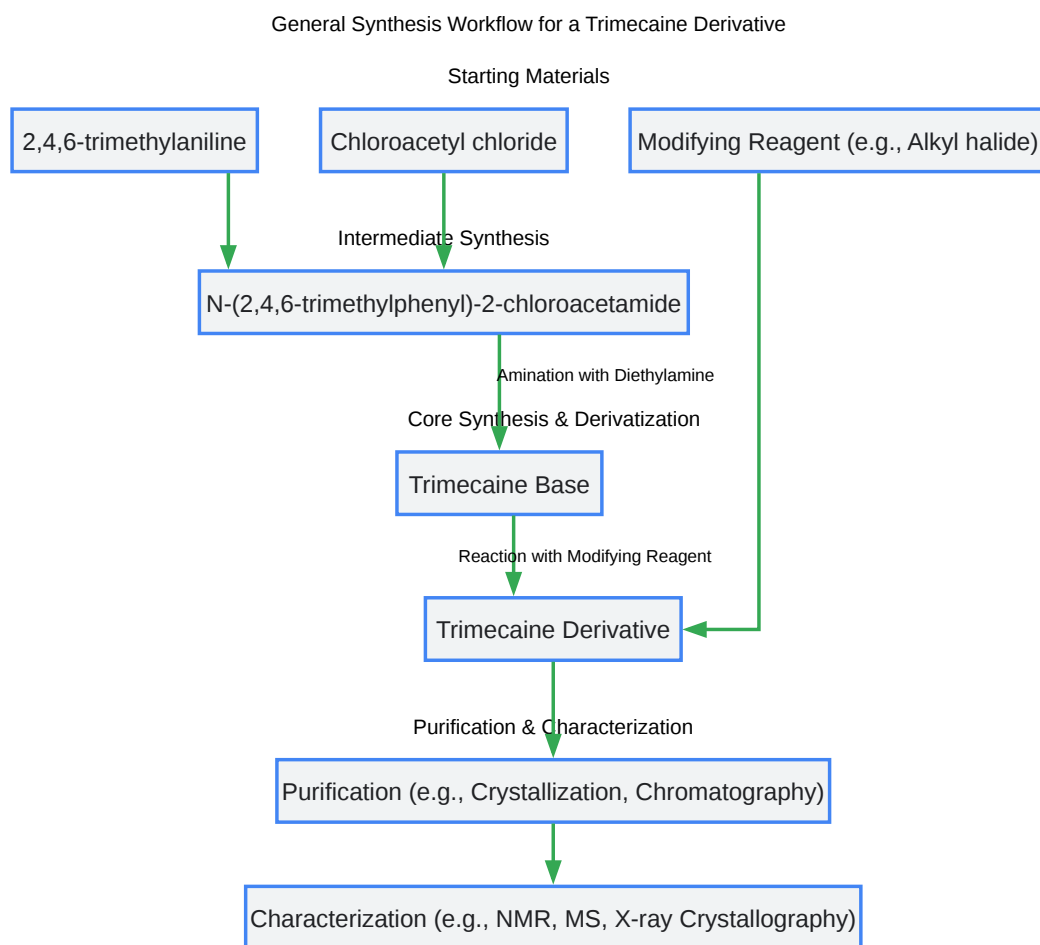 General Synthesis Workflow for a Trimecaine Derivative
Starting Materials
2,4,6-trimethylaniline
Chloroacetyl chloride
Modifying Reagent (e.g., Alkyl halide)
Intermediate Synthesis
N-(2,4,6-trimethylphenyl)-2-chloroacetamide
Amination with Diethylamine
Core Synthesis & Derivatization
Trimecaine Base
Reaction with Modifying Reagent
Trimecaine Derivative
Purification & Characterization
Purification (e.g., Crystallization, Chromatography)
Characterization (e.g., NMR, MS, X-ray Crystallography)